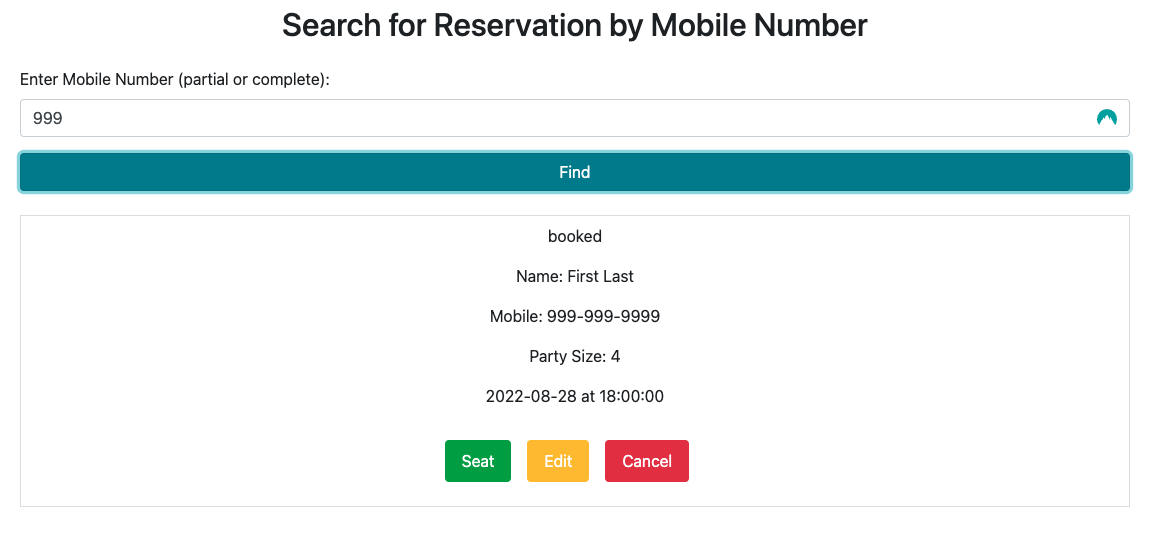 Search for Reservation by Mobile Number
Enter Mobile Number (partial or complete):
999
Find
booked
Name: First Last
Mobile: 999-999-9999
Party Size: 4
2022-08-28 at 18:00:00
Seat Edit Cancel